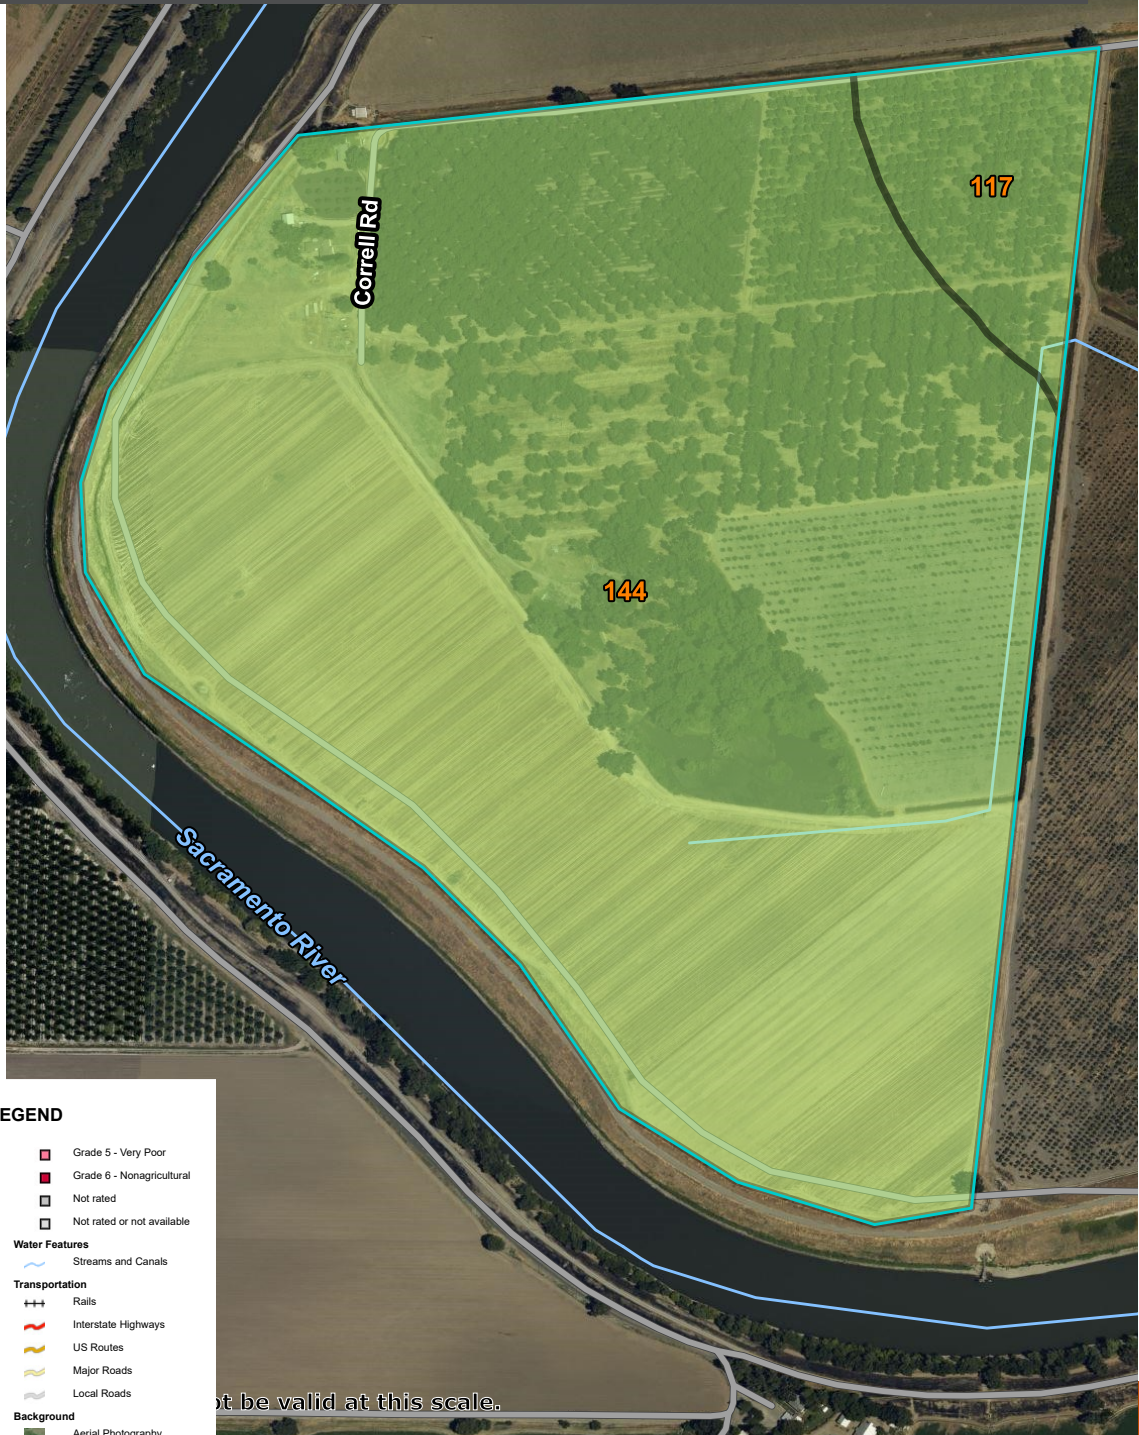 117
Correll Rd
144
Sacramento River
EGEND
Grade 5 - Very Poor
Grade 6 - Nonagricultural
Not rated
Not rated or not available
Water Features
Streams and Canals
Transportation
Rails
Interstate Highways
US Routes
Major Roads
Local Roads
ot be valid at this scale.
Background
Aerial Photography